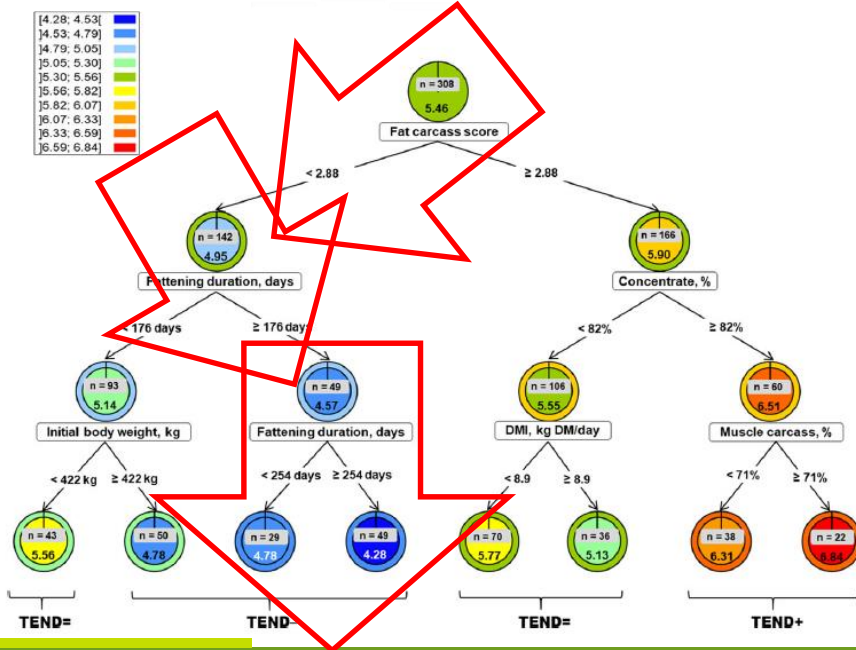 [4.28; 4.53[
]4.53; 4.79]
]4.79; 5.05]
]5.05; 5.30]
]5.30; 5.56]
]5.56; 5.82]
]5.82; 6.07]
]6.07; 6.33]
]6.33; 6.59]
]6.59; 6.84]
n = 308
5.46
Fat carcass score
< 2.88
≥ 2.88
n = 142
4.95
n = 166
5.90
Fattening duration, days
Concentrate, %
< 176 days
≥ 176 days
< 82%
≥ 82%
n = 93
5.14
n = 49
4.57
n = 106
5.55
n = 60
6.51
Initial body weight, kg
Fattening duration, days
DMI, kg DM/day
Muscle carcass, %
< 422 kg
≥ 422 kg
< 254 days
≥ 254 days
< 8.9
≥ 8.9
< 71%
≥ 71%
n = 43
5.56
n = 50
4.78
n = 29
4.78
n = 49
4.28
n = 70
5.77
n = 36
5.13
n = 38
6.31
n = 22
6.84
TEND=
TEND-
TEND=
TEND+